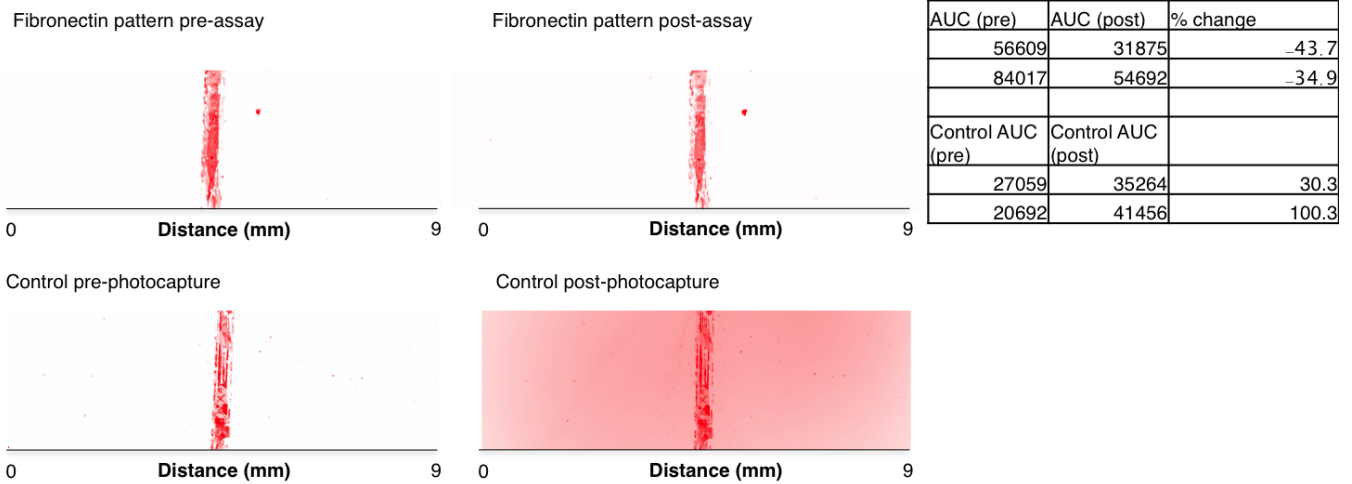 Fibronectin pattern pre-assay
Fibronectin pattern post-assay
0 Distance (mm) 9
0 Distance (mm) 9
Control pre-photocapture
Control post-photocapture
0 Distance (mm) 9
0 Distance (mm) 9
AUC (pre) AUC (post) % change
56609 31875 –43.7
84017 54692 –34.9
Control AUC (pre) Control AUC (post)
27059 35264 30.3
20692 41456 100.3